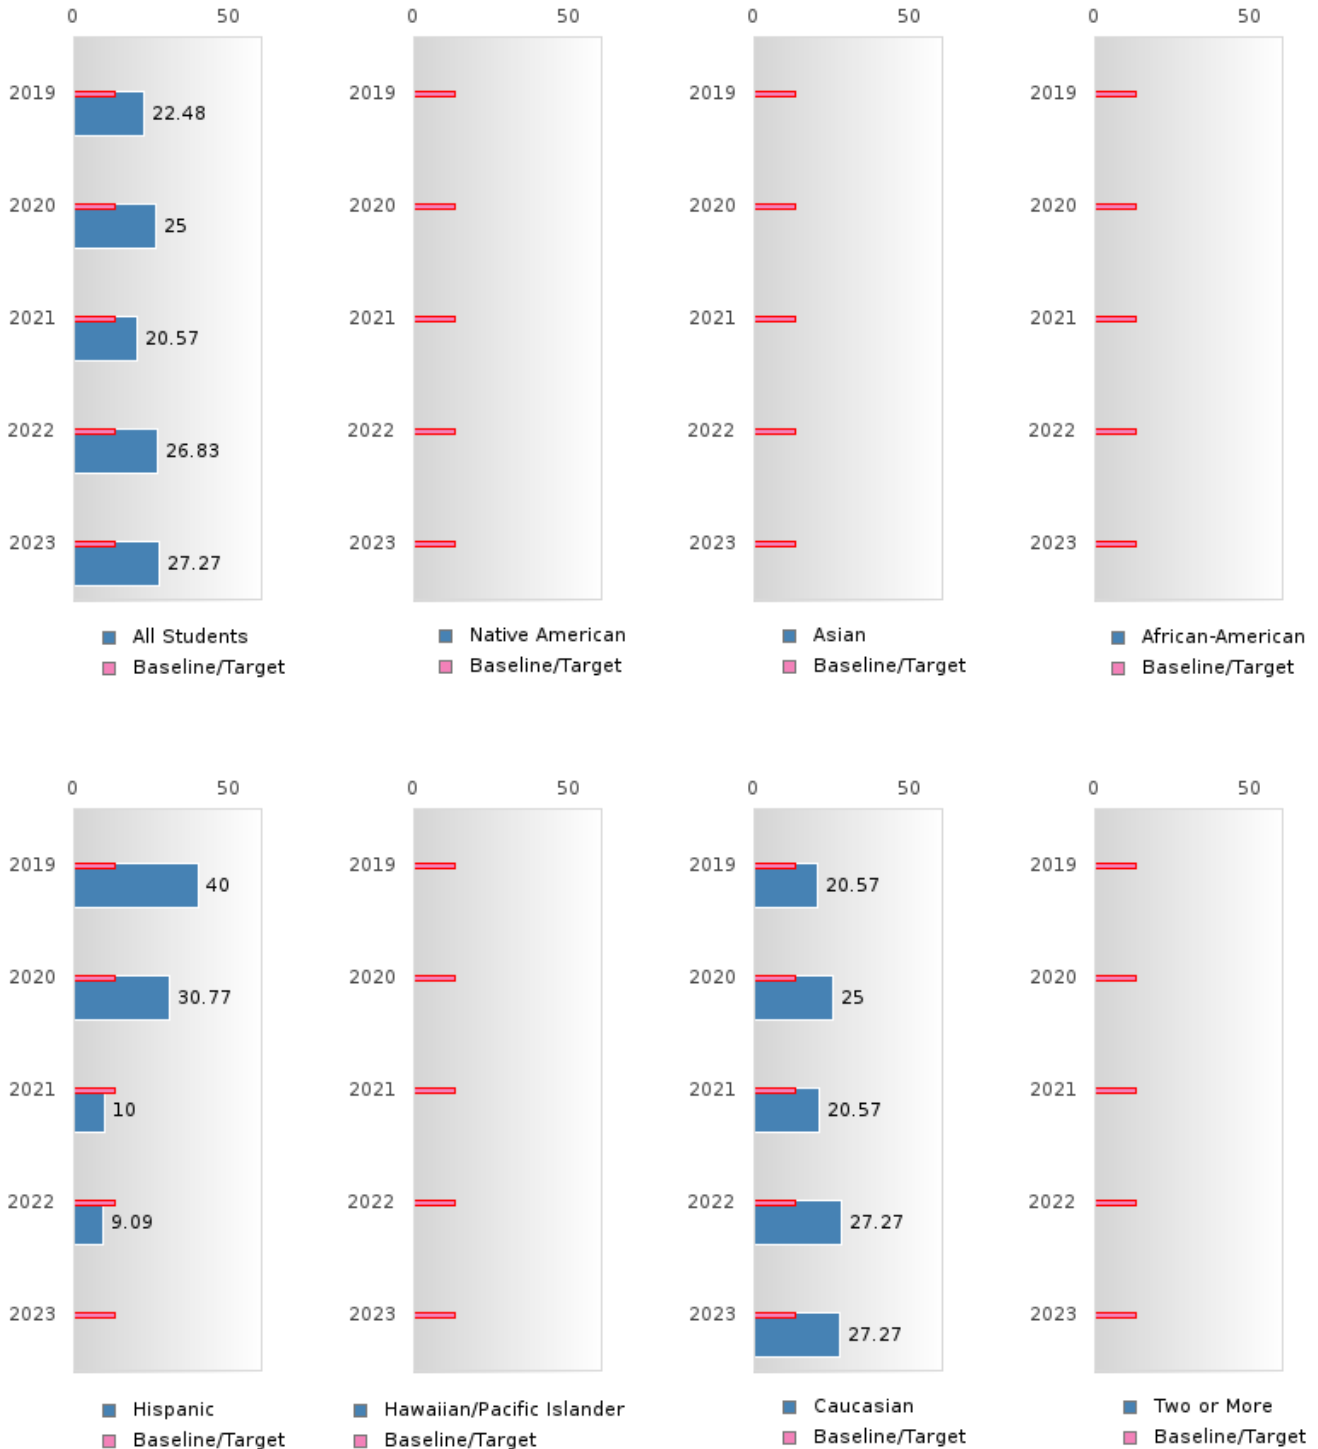 0 50 0 50 0 50 0 50
2019 22.48 2019 2019 2019
2020 25 2020 2020 2020
2021 20.57 2021 2021 2021
2022 26.83 2022 2022 2022
2023 27.27 2023 2023 2023
All Students Native American Asian African-American
Baseline/Target Baseline/Target Baseline/Target Baseline/Target
0 50 0 50 0 50 0 50
2019 40 2019 2019 20.57 2019
2020 30.77 2020 2020 25 2020
2021 10 2021 2021 20.57 2021
2022 9.09 2022 2022 27.27 2022
2023 2023 2023 27.27 2023
Hispanic Hawaiian/Pacific Islander Caucasian Two or More
Baseline/Target Baseline/Target Baseline/Target Baseline/Target